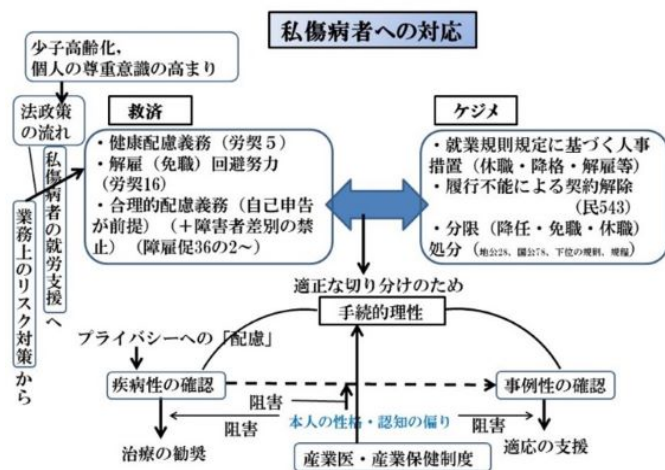 私傷病者への対応
少子高齢化,
個人の尊重意識の高まり
法政策
の流れ
私傷病者の就労支援へ
業務上のリスク対策から
救済
・健康配慮義務（労契５）
・解雇（免職）回避努力
（労契16）
・合理的配慮義務（自己申告
が前提）（＋障害者差別の禁
止）（障雇促36の2～）
ケジメ
・就業規則規定に基づく人事
措置（休職・降格・解雇等）
・履行不能による契約解除
（民543）
・分限（降任・免職・休職）
処分（地公28、国公78、下位の規則、規程）
適正な切り分けのため
手続的理性
プライバシーへの「配慮」
疾病性の確認
事例性の確認
阻害
本人の性格・認知の偏り
阻害
阻害
治療の勧奨
適応の支援
産業医・産業保健制度